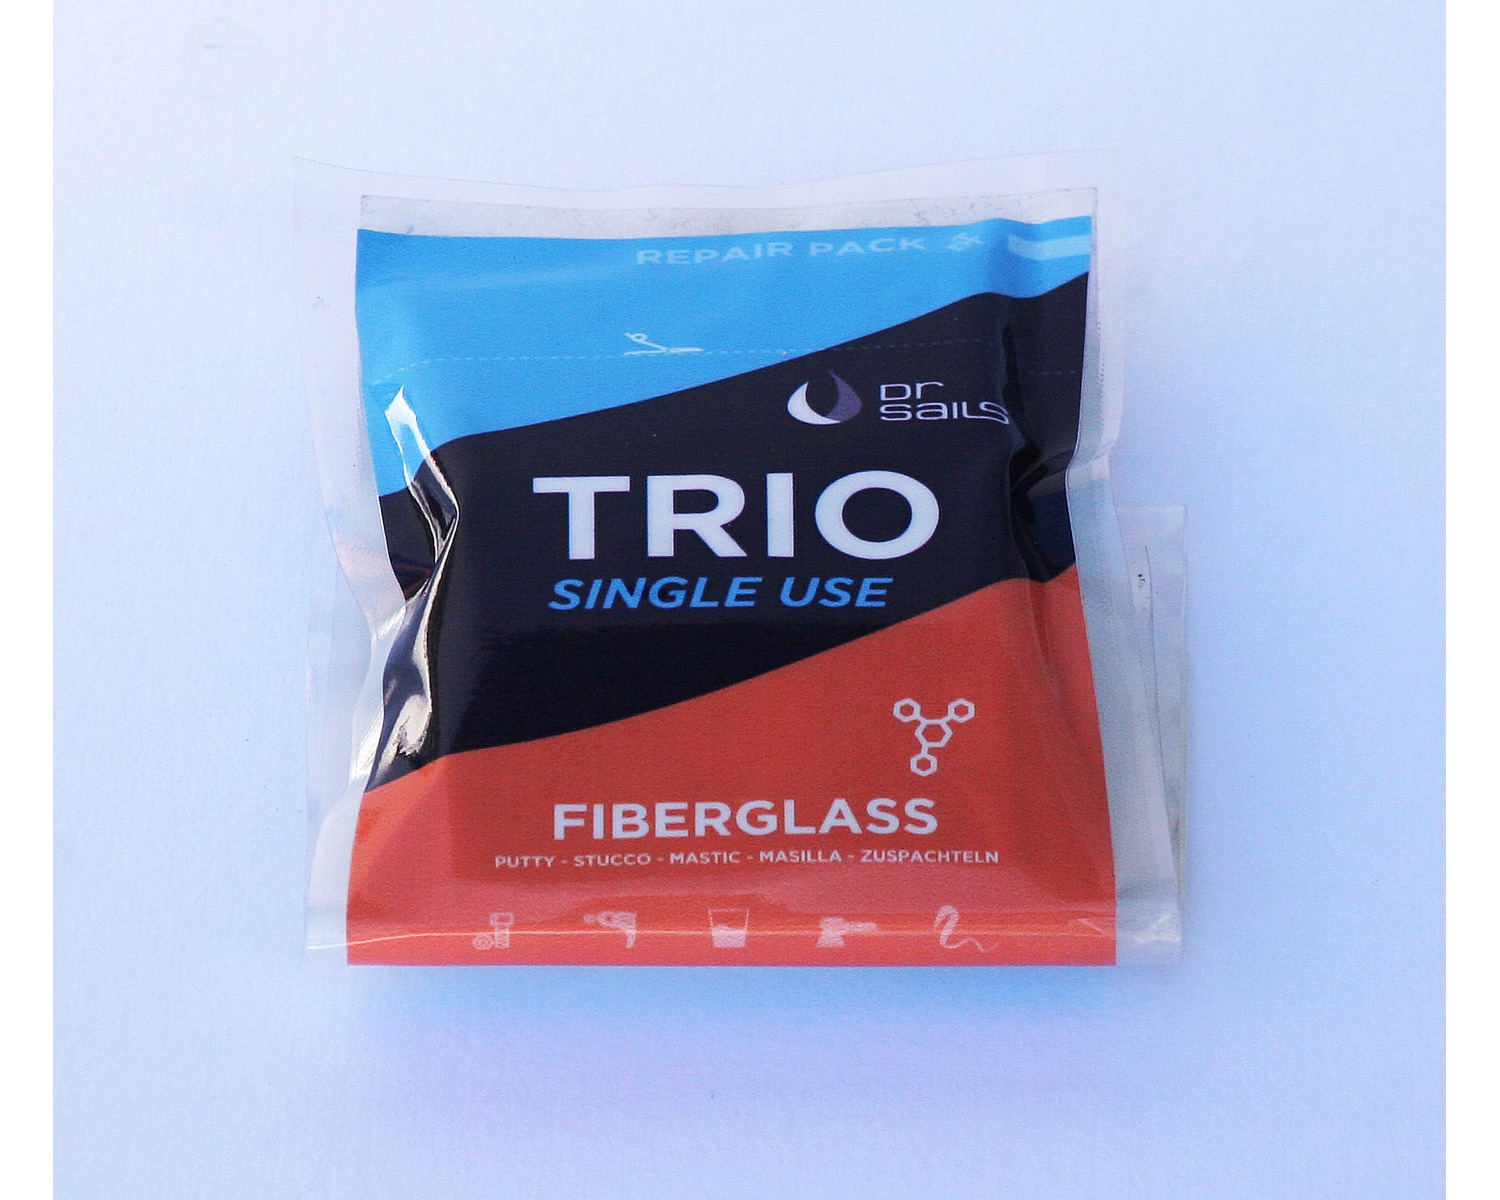 REPAIR PACK
Dr
sails
TRIO
SINGLE USE
FIBERGLASS
PUTTY - STUCCO - MASTIC - MASILLA - ZUSPACHTELN